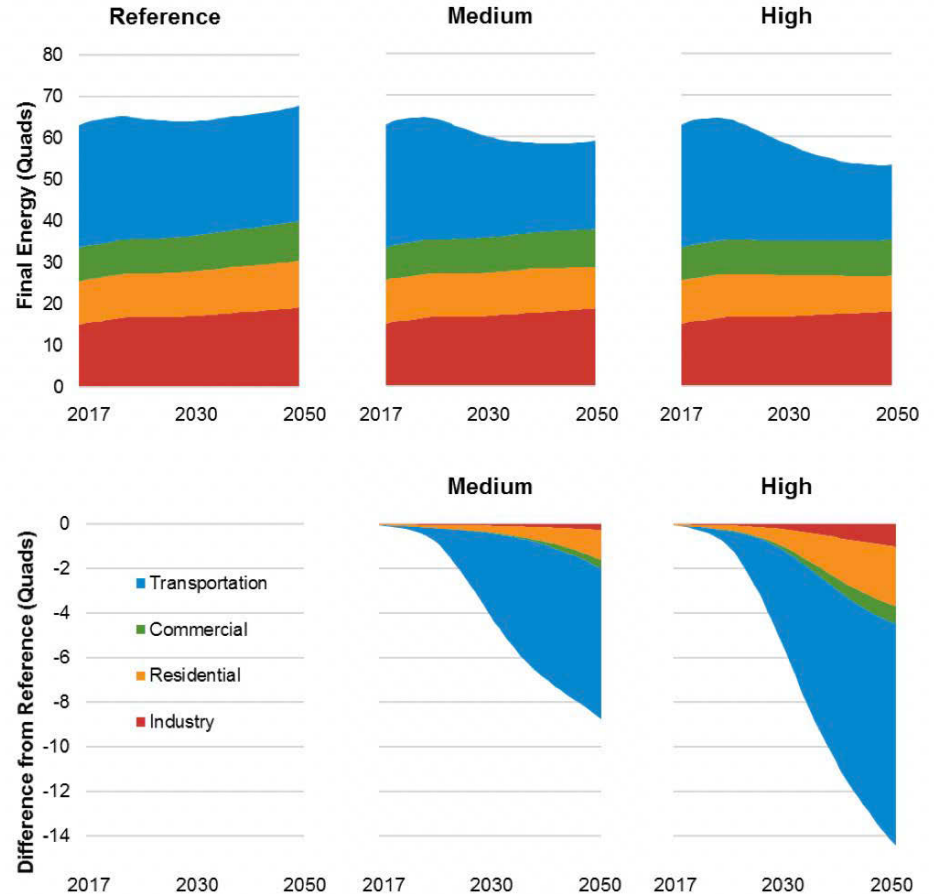 Reference Medium High
Final Energy (Quads)
80
70
60
50
40
30
20
10
0
2017 2030 2050 2017 2030 2050 2017 2030 2050
Medium High
Difference from Reference (Quads)
0
-2
-4
-6
-8
-10
-12
-14
Transportation
Commercial
Residential
Industry
2017 2030 2050 2017 2030 2050 2017 2030 2050